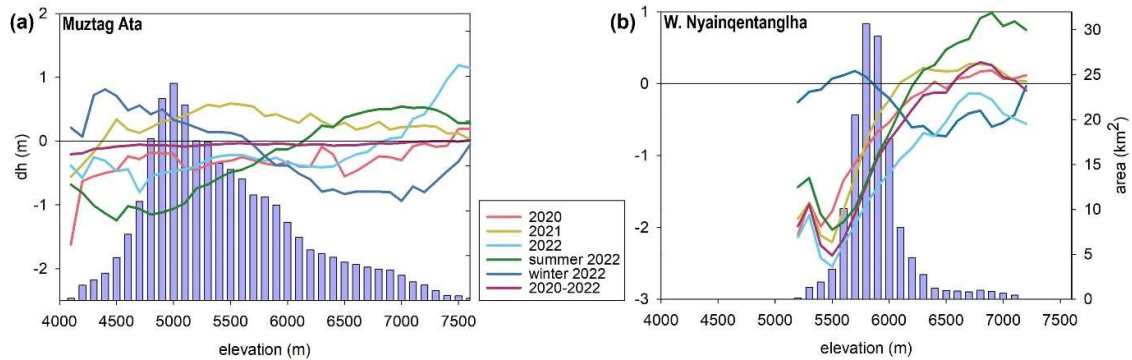 (a)
Muztag Ata
2
1
0
-1
-2
dh (m)
4000 4500 5000 5500 6000 6500 7000 7500
elevation (m)
2020
2021
2022
summer 2022
winter 2022
2020-2022
(b)
W. Nyainqentanglha
1
0
-1
-2
-3
30
25
20
15
10
5
0
area (km²)
4000 4500 5000 5500 6000 6500 7000 7500
elevation (m)